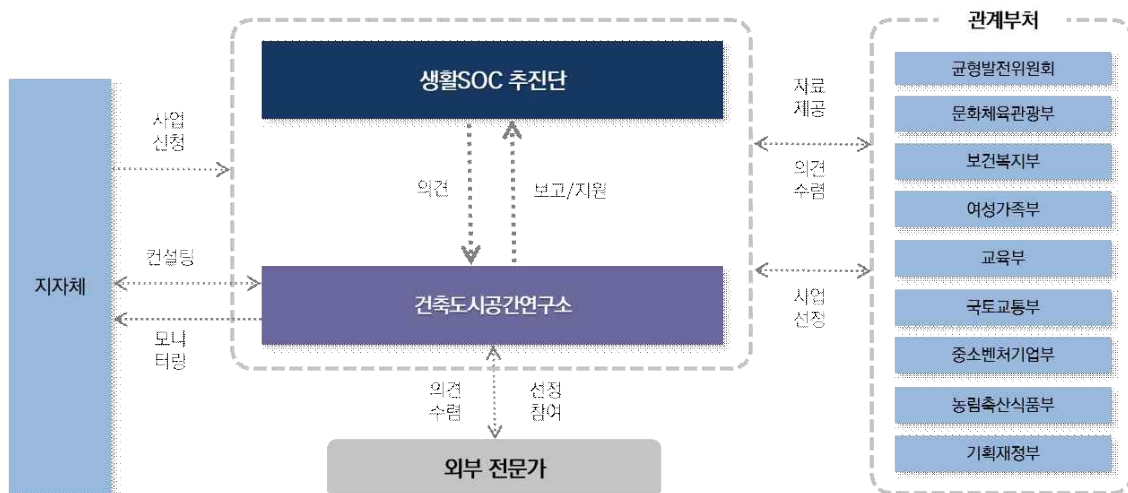 관계부처
생활SOC 추진단
균형발전위원회
문화체육관광부
보건복지부
여성가족부
교육부
국토교통부
중소벤처기업부
농림축산식품부
기획재정부
자료
제공
의견
수렴
사업
선정
사업
신청
의견
보고/지원
컨설팅
지자체
건축도시공간연구소
모니
터링
의견
수렴
선정
참여
외부 전문가